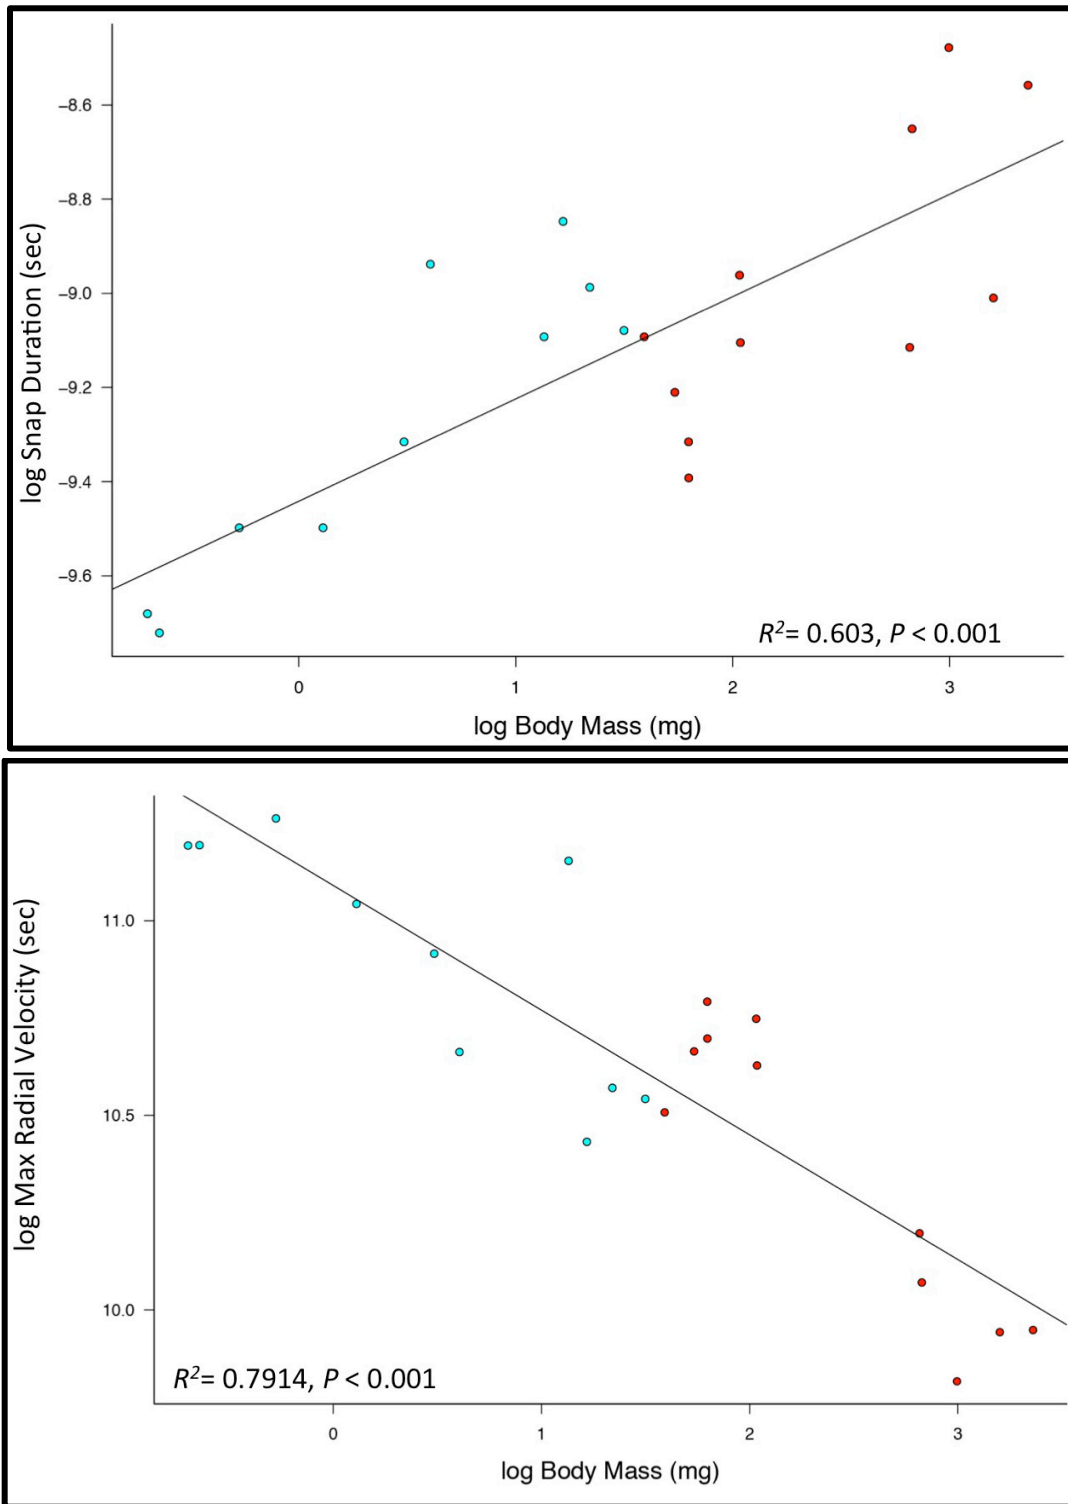 log Snap Duration (sec)
–8.6
–8.8
–9.0
–9.2
–9.4
–9.6
R²= 0.603, P < 0.001
0 1 2 3
log Body Mass (mg)
log Max Radial Velocity (sec)
11.0
10.5
10.0
R²= 0.7914, P < 0.001
0 1 2 3
log Body Mass (mg)